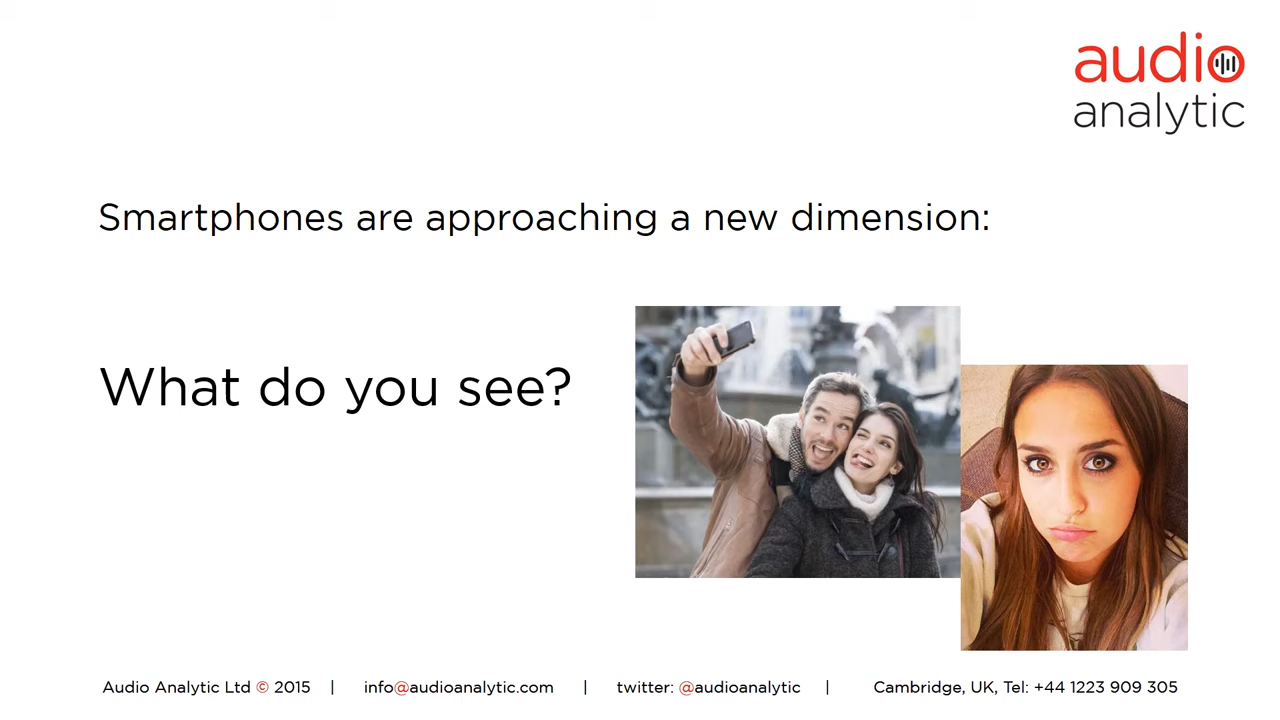 audio
analytic
Smartphones are approaching a new dimension:
What do you see?
Audio Analytic Ltd © 2015 | info@audioanalytic.com | twitter: @audioanalytic | Cambridge, UK, Tel: +44 1223 909 305